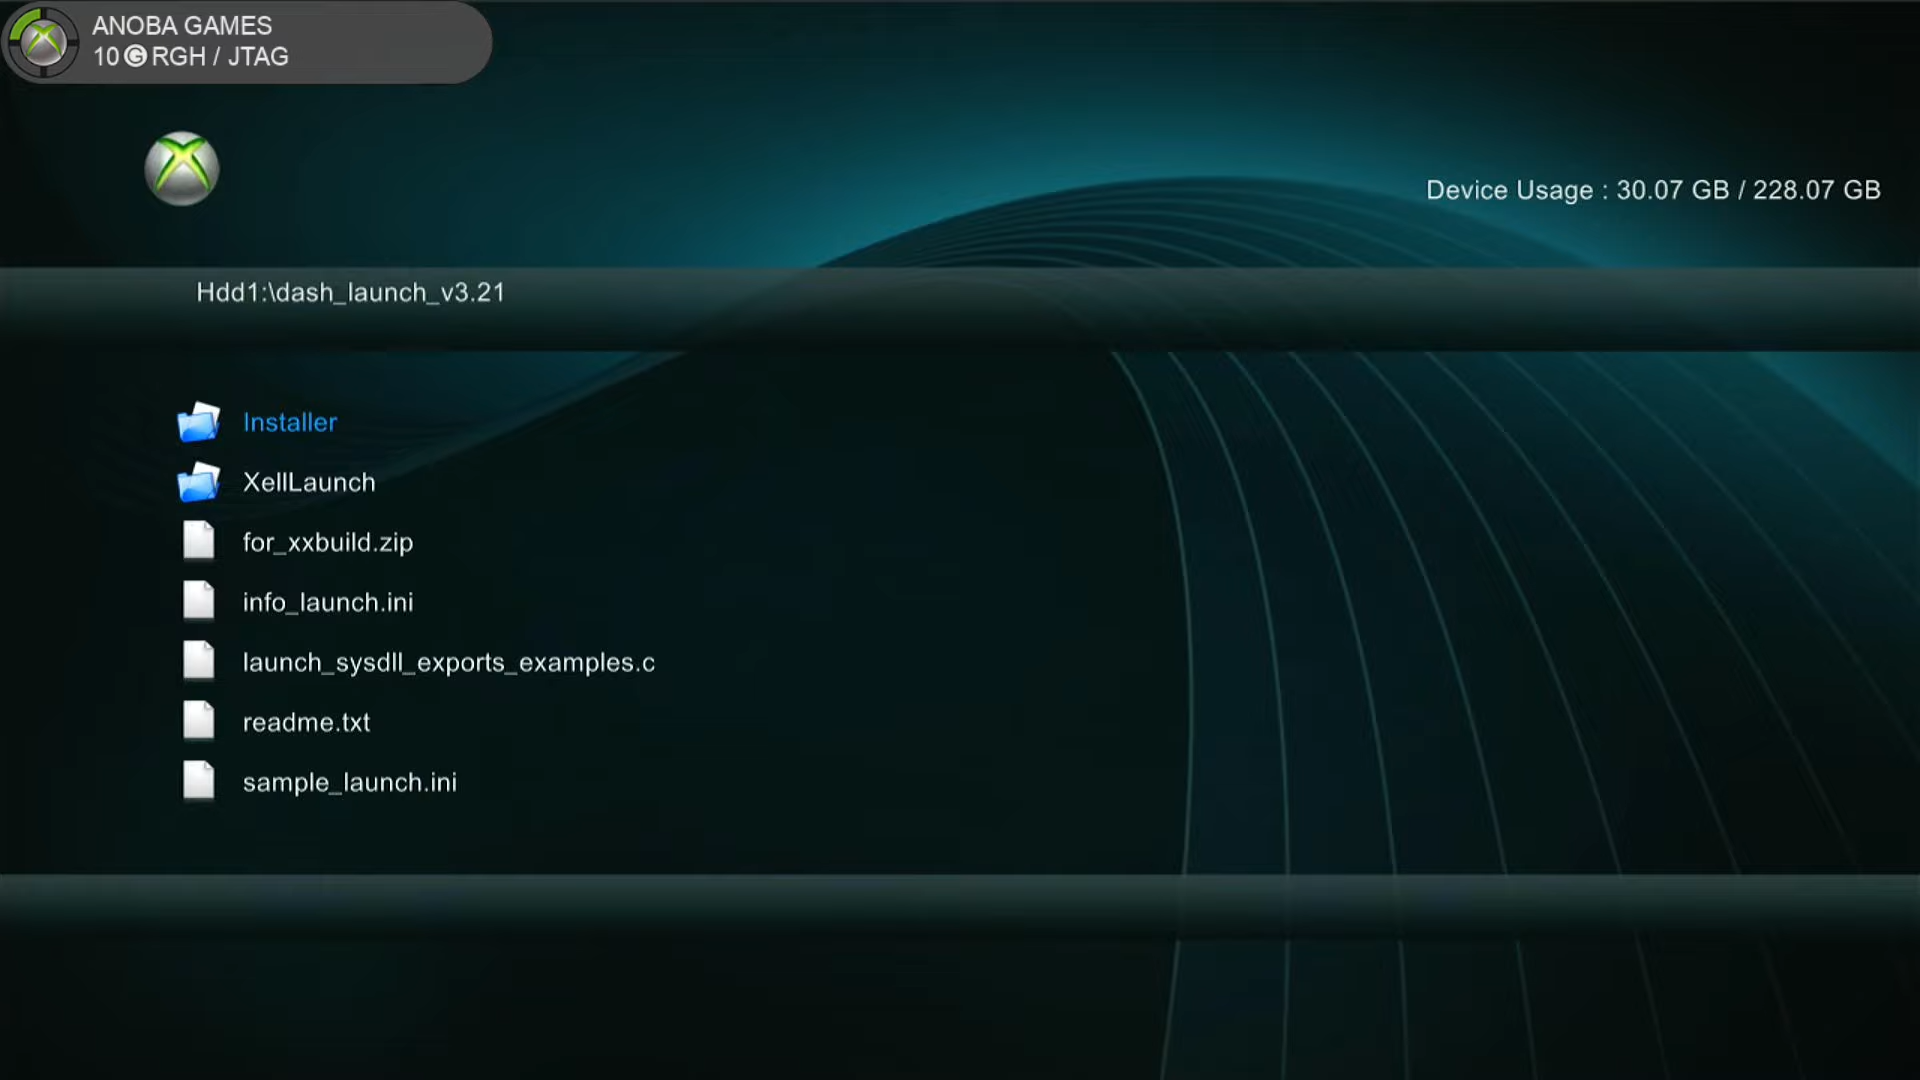 ANOBA GAMES
10 G RGH / JTAG
Device Usage : 30.07 GB / 228.07 GB
Hdd1:\dash_launch_v3.21
Installer
XellLaunch
for_xxbuild.zip
info_launch.ini
launch_sysdll_exports_examples.c
readme.txt
sample_launch.ini